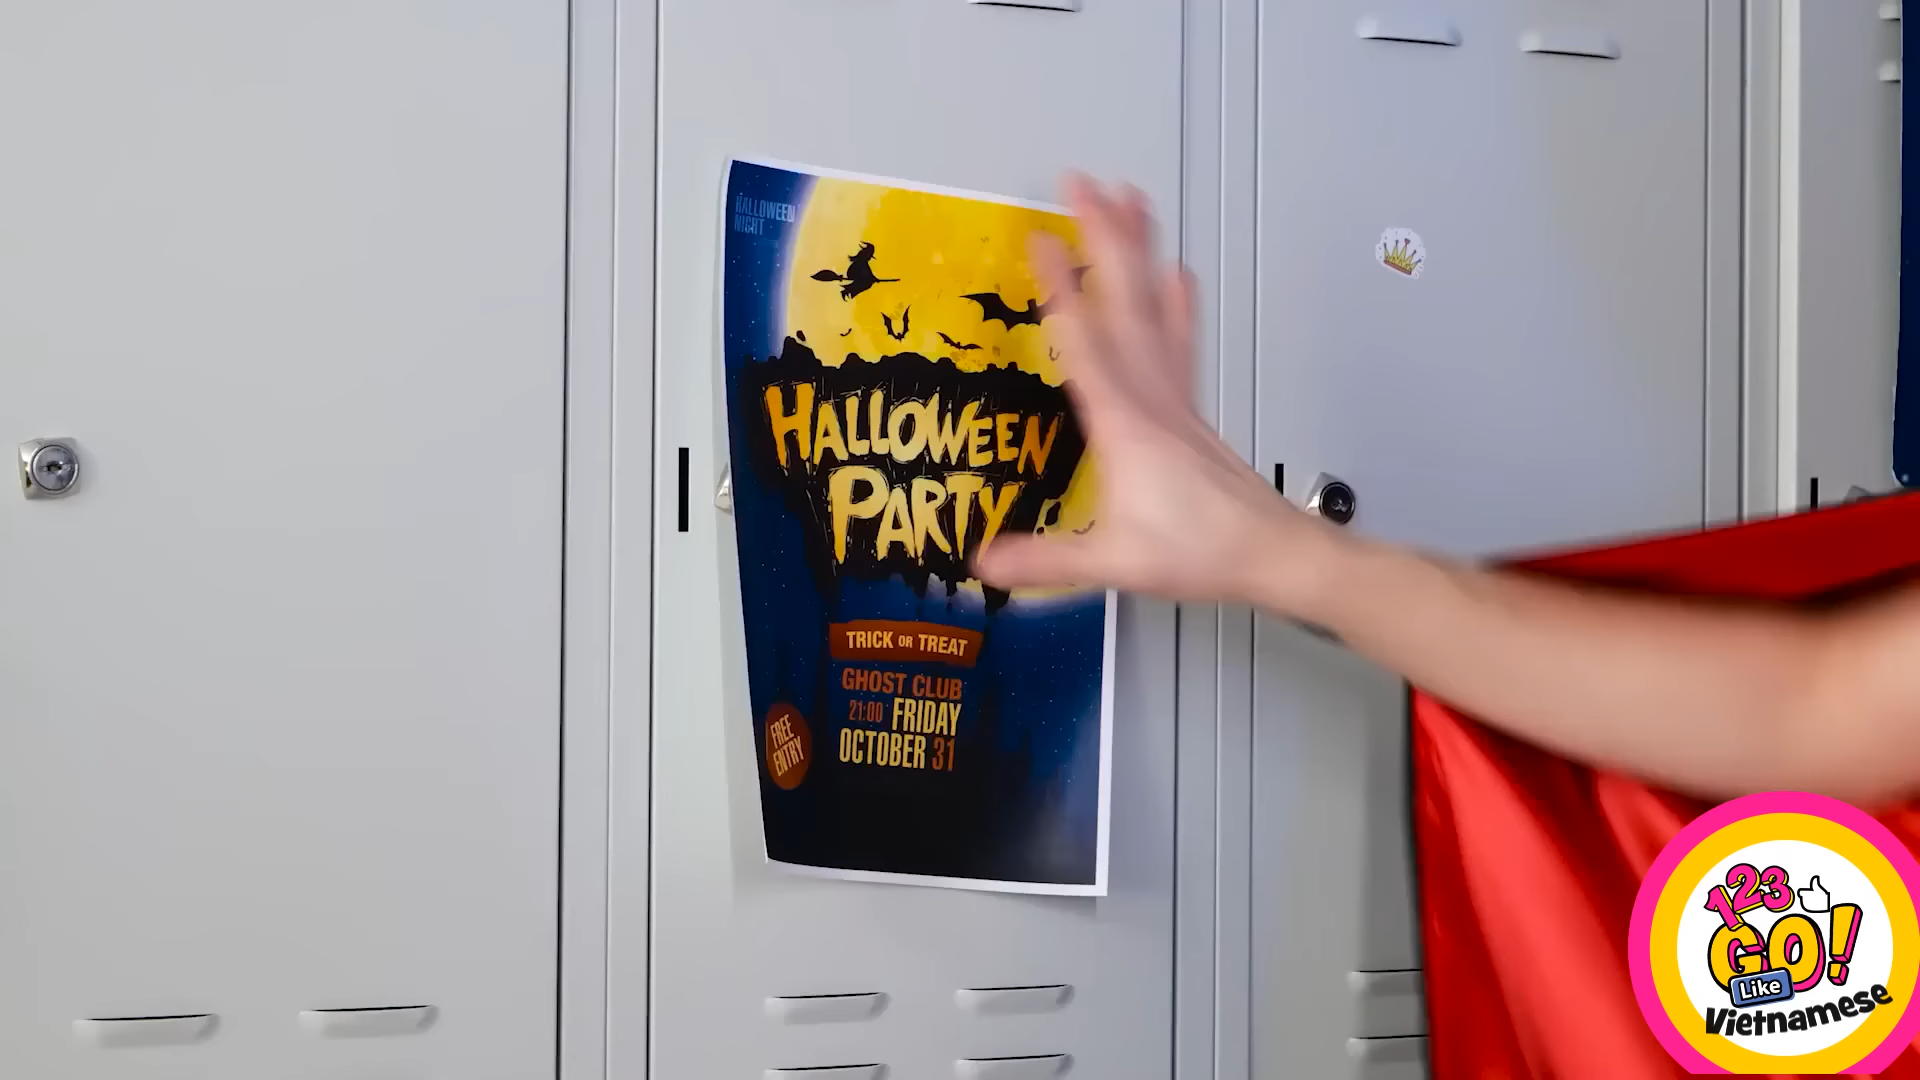 HALLOWEEN
NIGHT
HALLOWEEN
PARTY
TRICK OR TREAT
GHOST CLUB
21:00 FRIDAY
OCTOBER 31
FREE
ENTRY
123
GO!
Like
Vietnamese